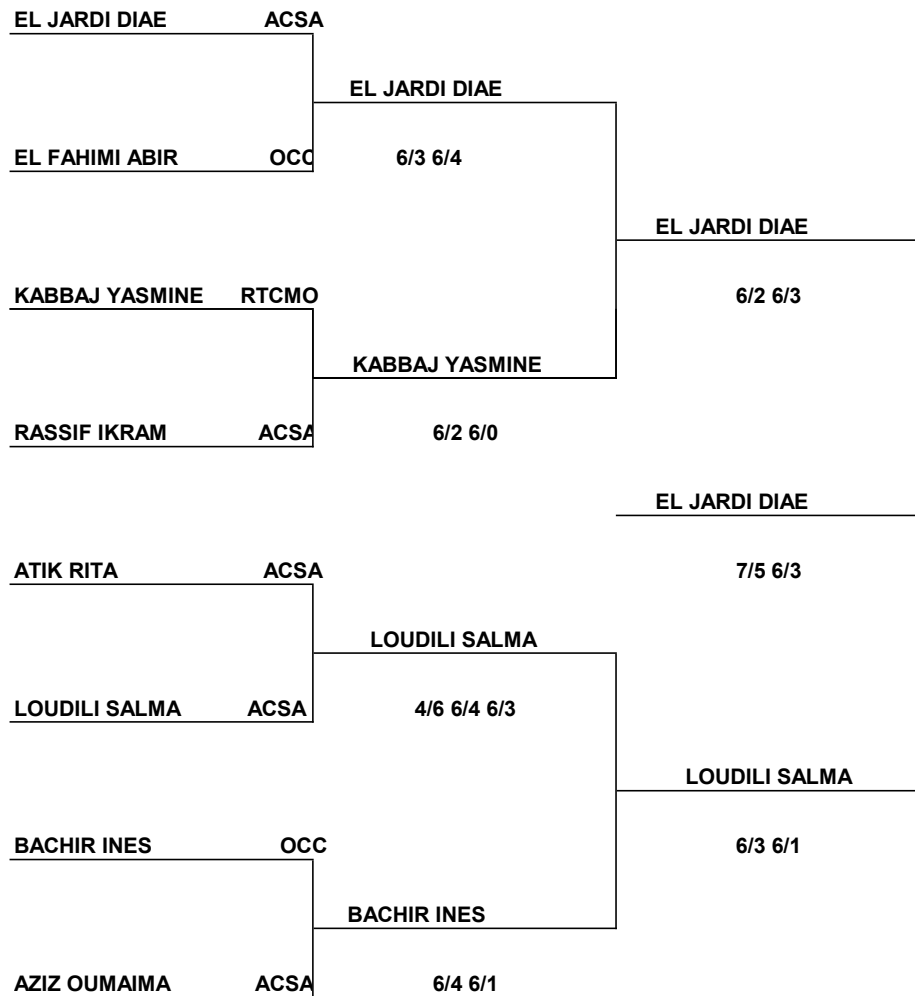 EL JARDI DIAE ACSA
EL JARDI DIAE
EL FAHIMI ABIR OCC 6/3 6/4
EL JARDI DIAE
KABBAJ YASMINE RTCMO 6/2 6/3
KABBAJ YASMINE
RASSIF IKRAM ACSA 6/2 6/0
EL JARDI DIAE
ATIK RITA ACSA 7/5 6/3
LOUDILI SALMA
LOUDILI SALMA ACSA 4/6 6/4 6/3
LOUDILI SALMA
BACHIR INES OCC 6/3 6/1
BACHIR INES
AZIZ OUMAIMA ACSA 6/4 6/1